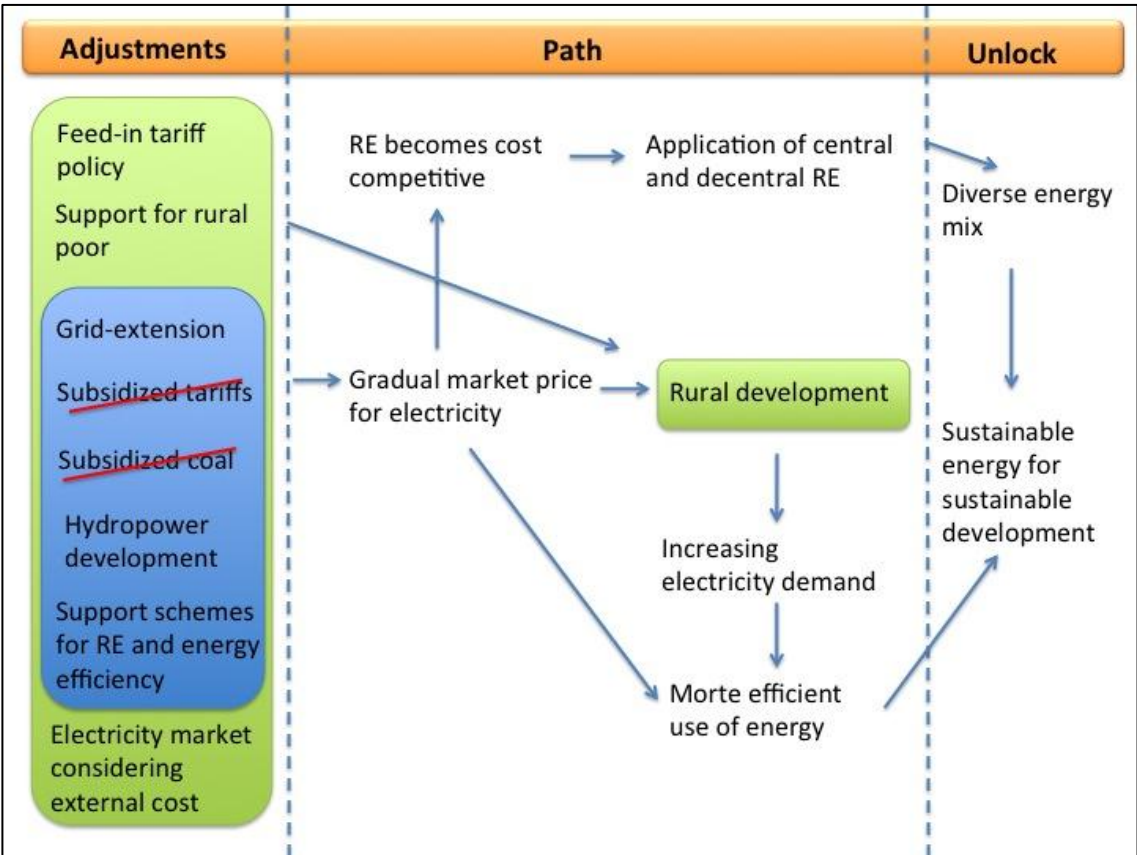 Adjustments
Path
Unlock
Feed-in tariff
policy
Support for rural
poor
Grid-extension
Subsidized tariffs
Subsidized coal
Hydropower
development
Support schemes
for RE and energy
efficiency
Electricity market
considering
external cost
RE becomes cost
competitive
Application of central
and decentral RE
Gradual market price
for electricity
Rural development
Increasing
electricity demand
Morte efficient
use of energy
Diverse energy
mix
Sustainable
energy for
sustainable
development